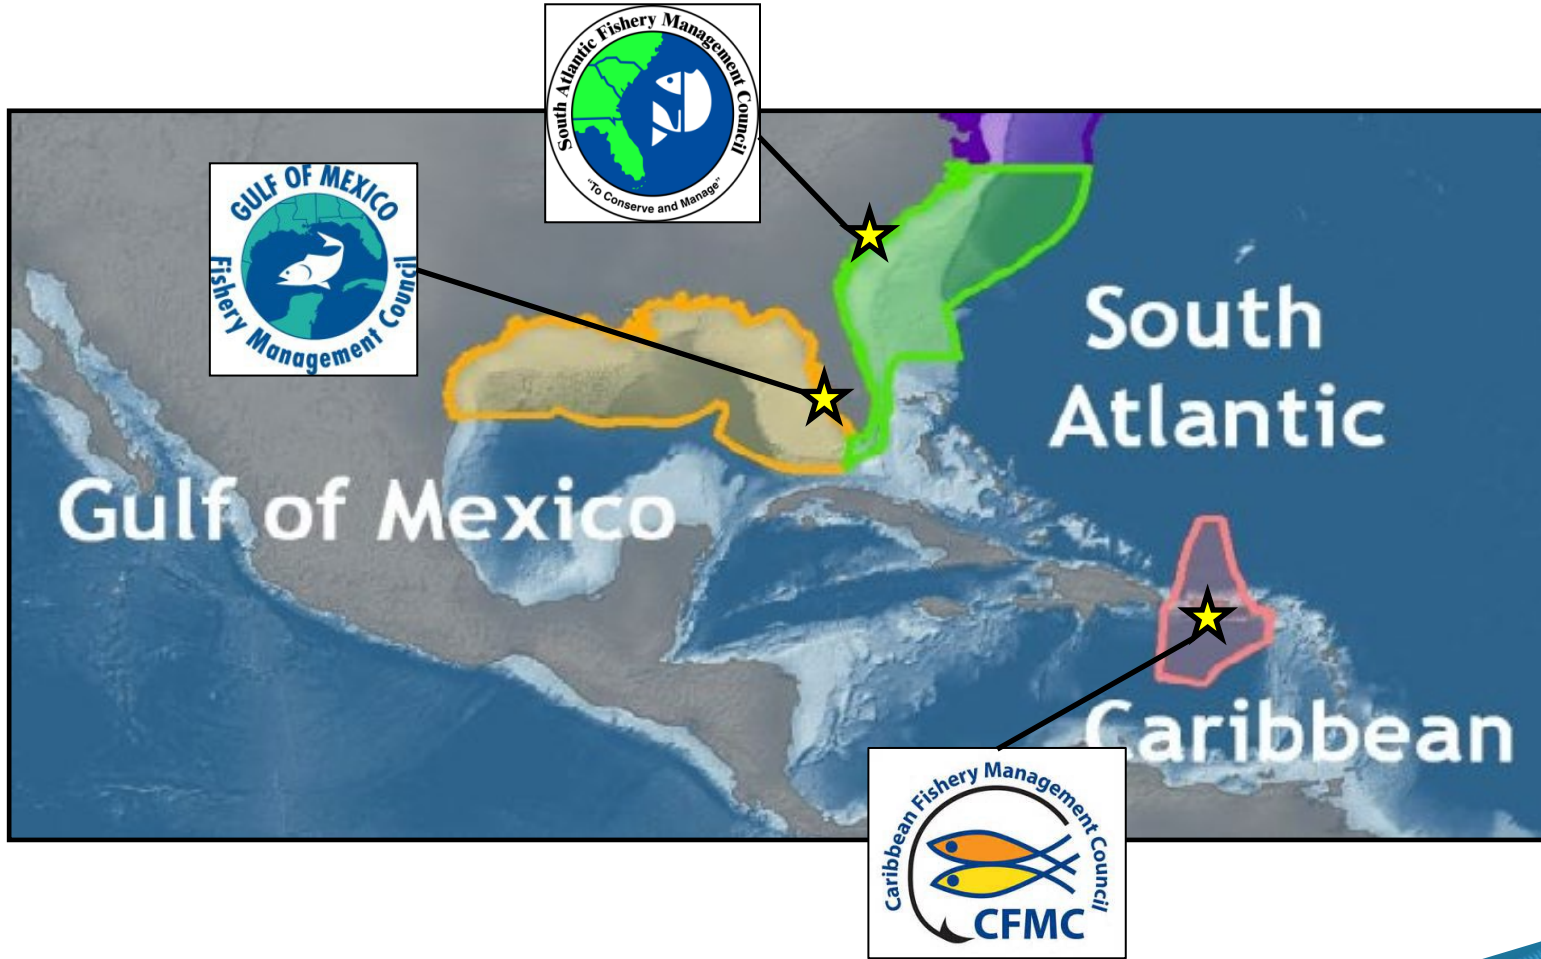 South Atlantic Fishery Management Council
"To Conserve and Manage"
GULF OF MEXICO
Fishery Management Council
South
Atlantic
Gulf of Mexico
Caribbean
Caribbean Fishery Management Council
CFMC